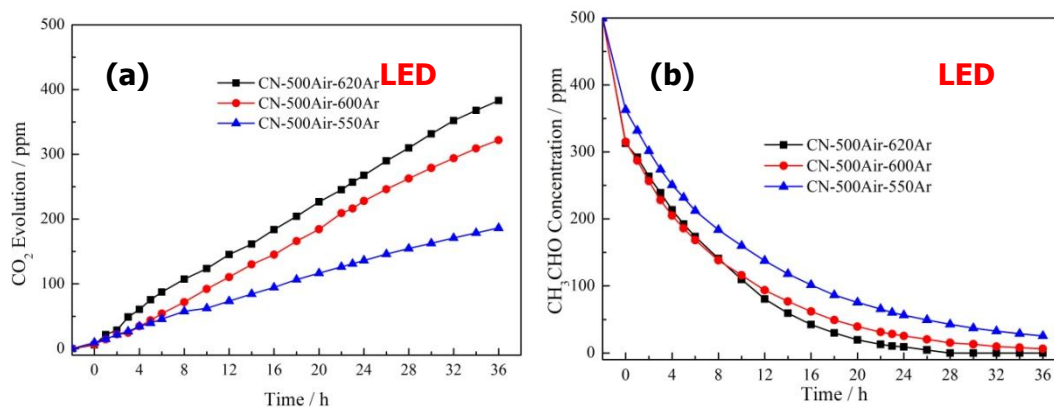 (a)
LED
CN-500Air-620Ar
CN-500Air-600Ar
CN-500Air-550Ar
CO2 Evolution / ppm
500
400
300
200
100
0
0 4 8 12 16 20 24 28 32 36
Time / h
(b)
LED
CN-500Air-620Ar
CN-500Air-600Ar
CN-500Air-550Ar
CH3CHO Concentration / ppm
500
400
300
200
100
0
0 4 8 12 16 20 24 28 32 36
Time / h